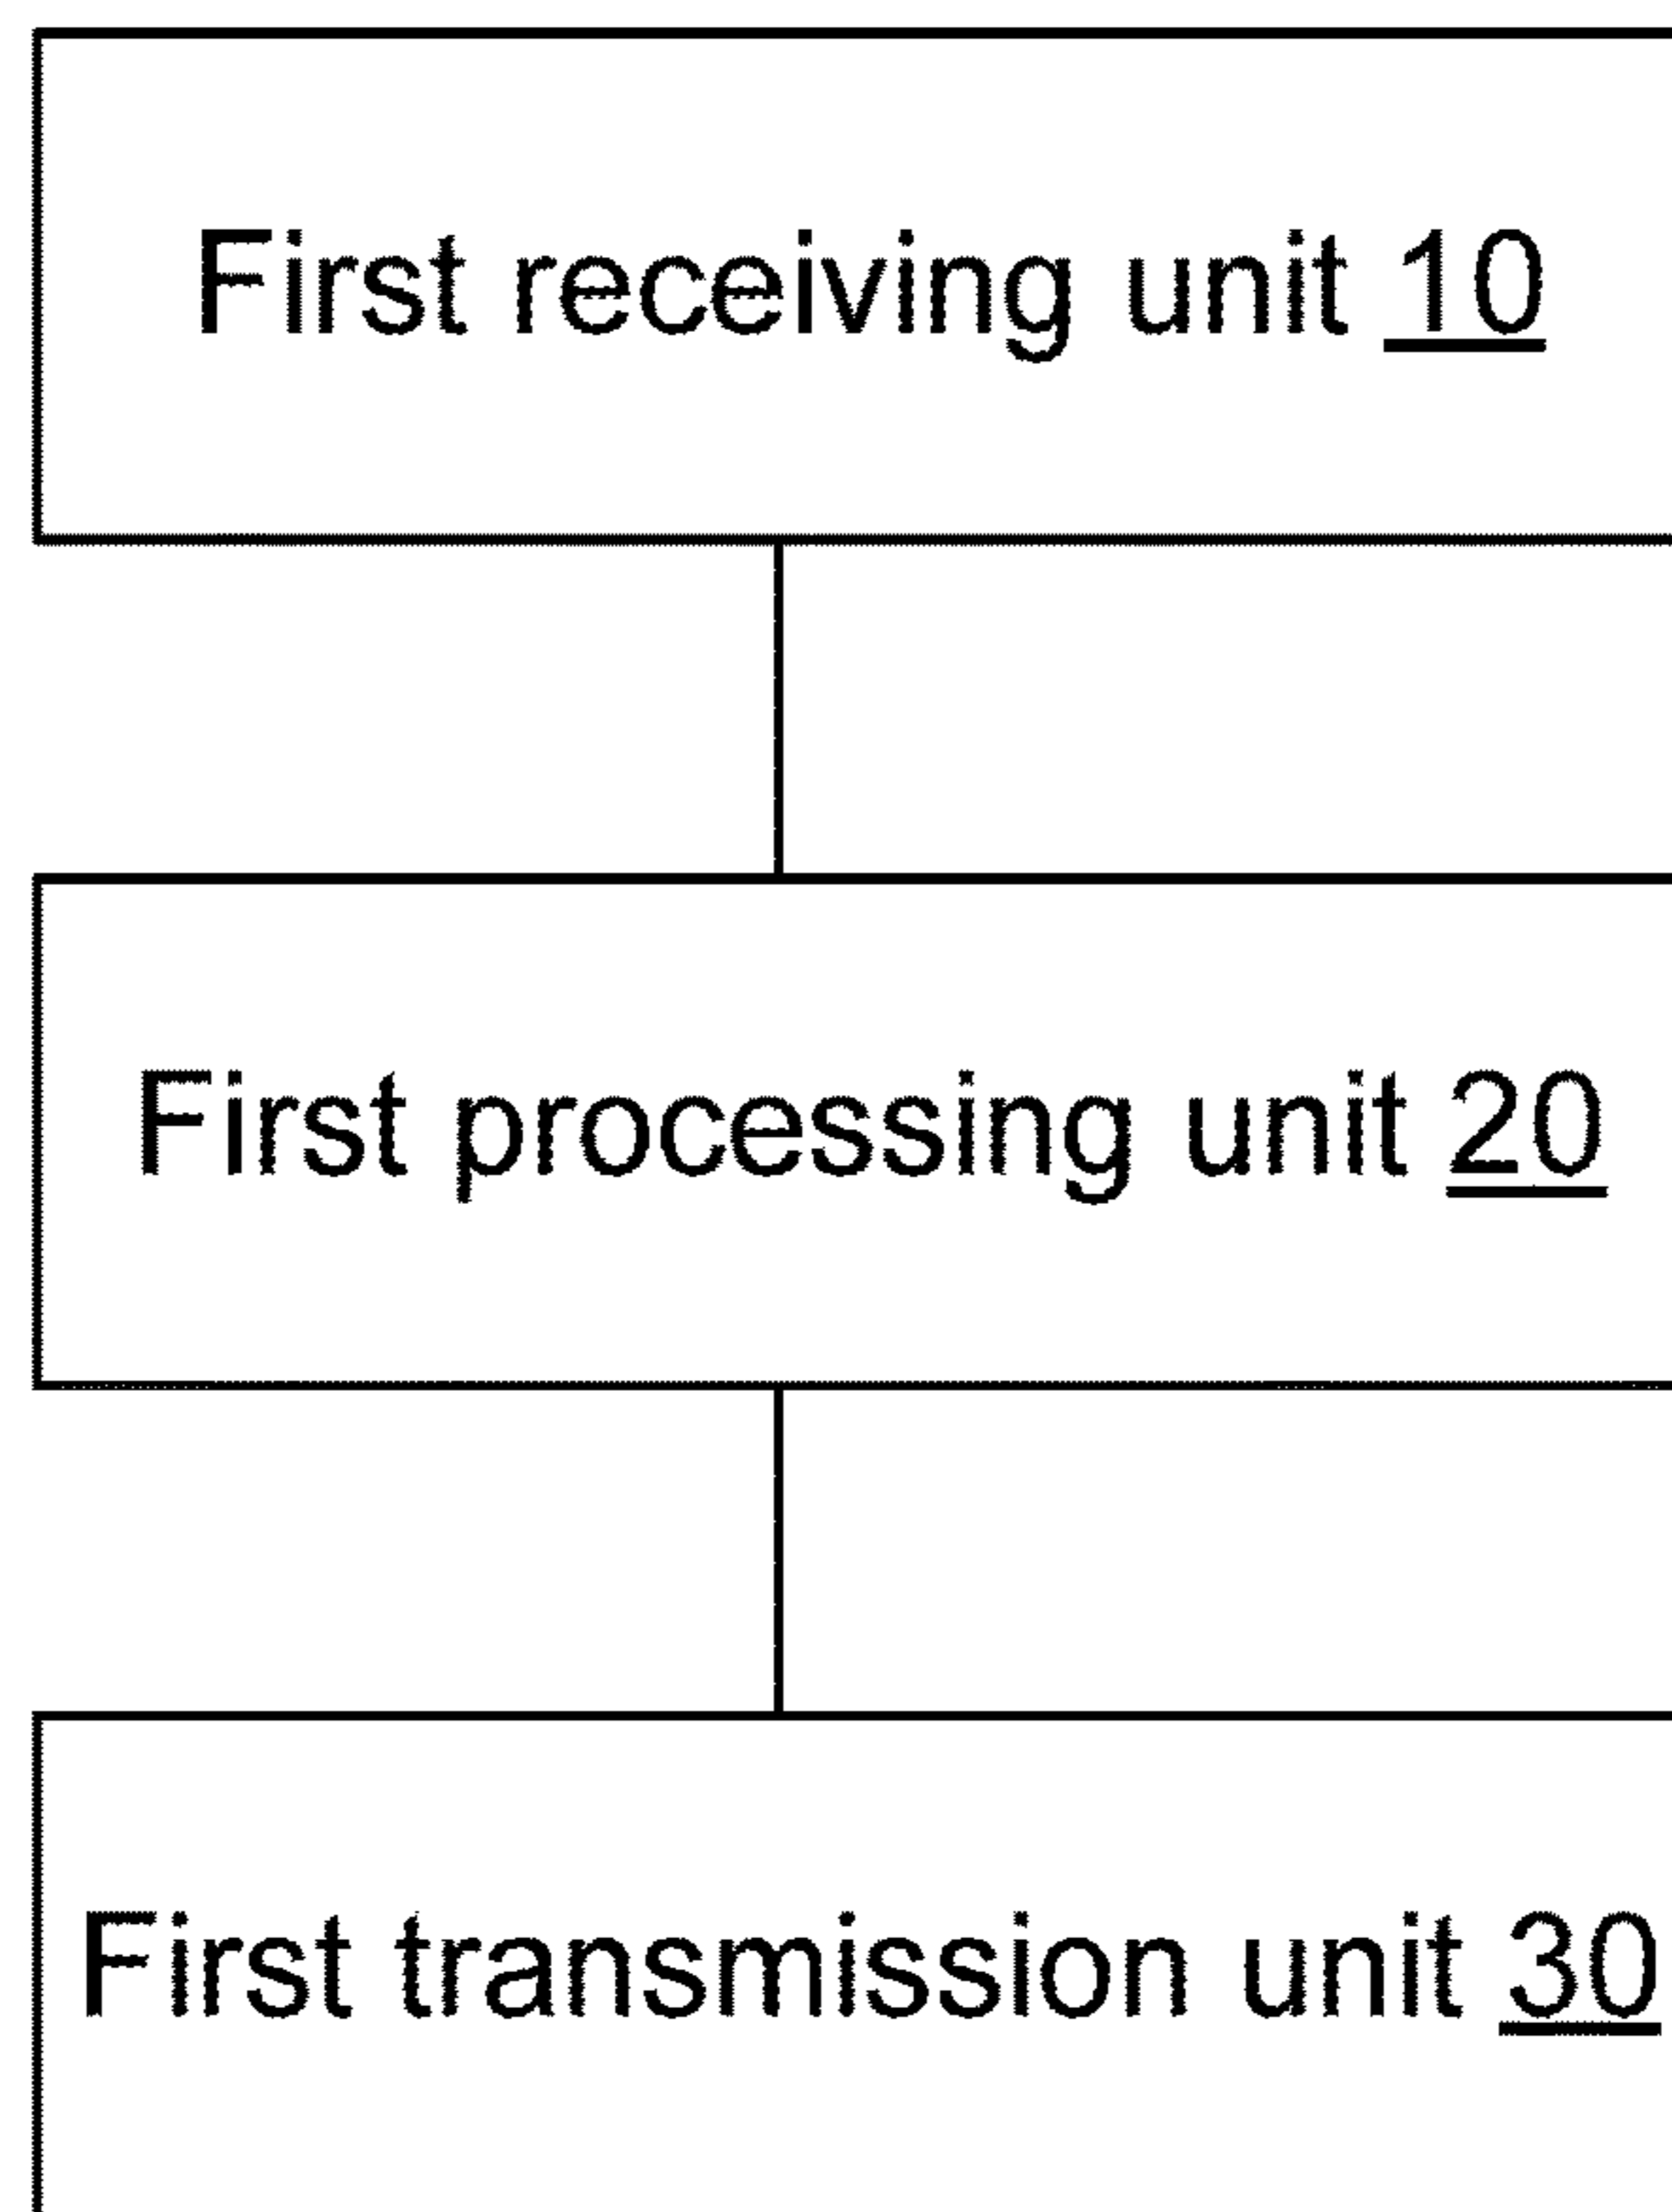 First receiving unit 10
First processing unit 20
First transmission unit 30